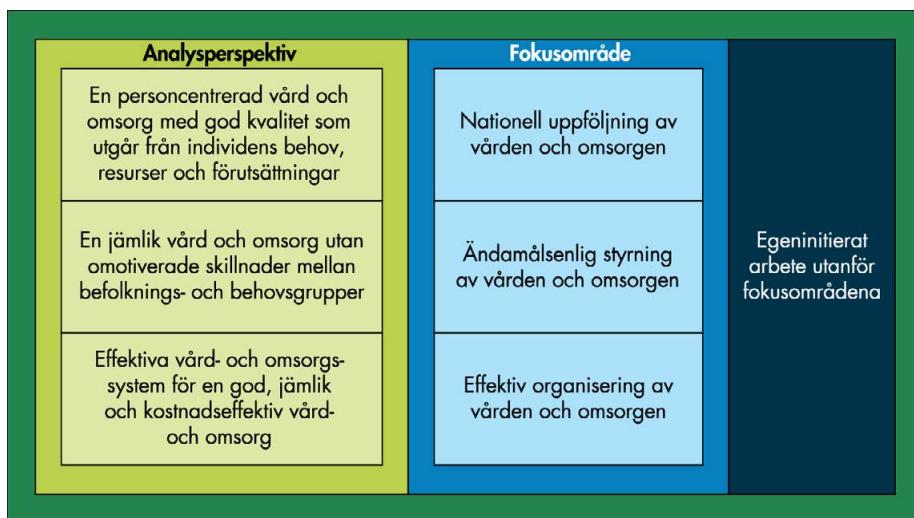 Analysperspektiv
En personcentrerad vård och
omsorg med god kvalitet som
utgår från individens behov,
resurser och förutsättningar
En jämlik vård och omsorg utan
omotiverade skillnader mellan
befolknings- och behovsgrupper
Effektiva vård- och omsorgs-
system för en god, jämlik
och kostnadseffektiv vård-
och omsorg
Fokusområde
Nationell uppföljning av
vården och omsorgen
Ändamålsenlig styrning
av vården och omsorgen
Effektiv organisering av
vården och omsorgen
Egeninitierat
arbete utanför
fokusområdena